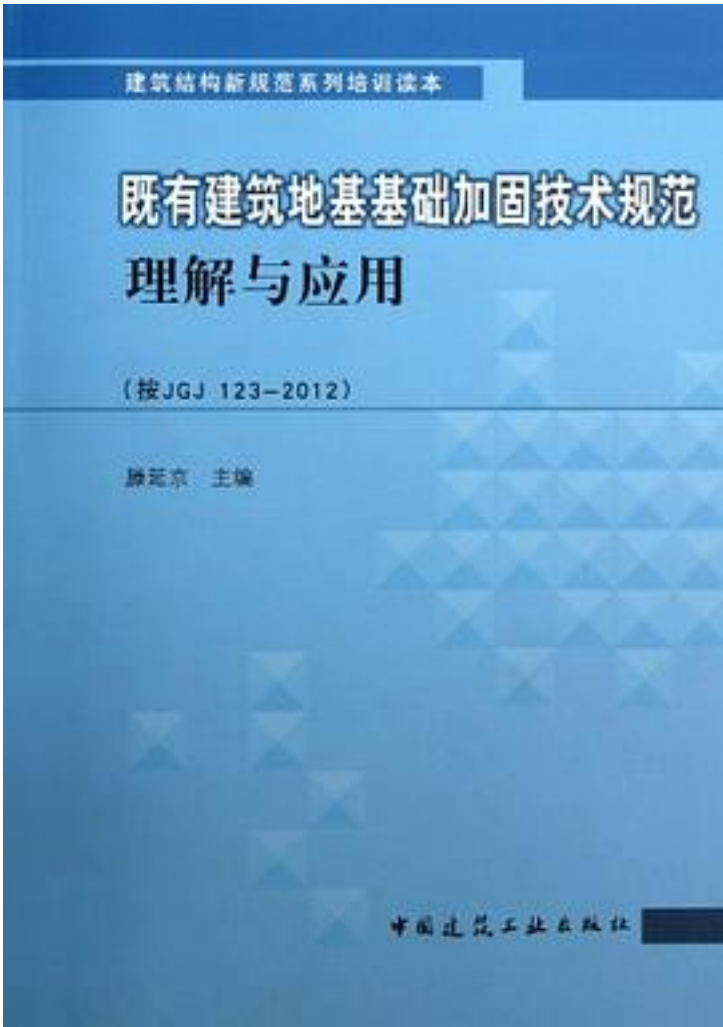 建筑结构新规范系列培训读本
既有建筑地基基础加固技术规范
理解与应用
(按JGJ 123-2012)
滕延京 主编
中国建筑工业出版社